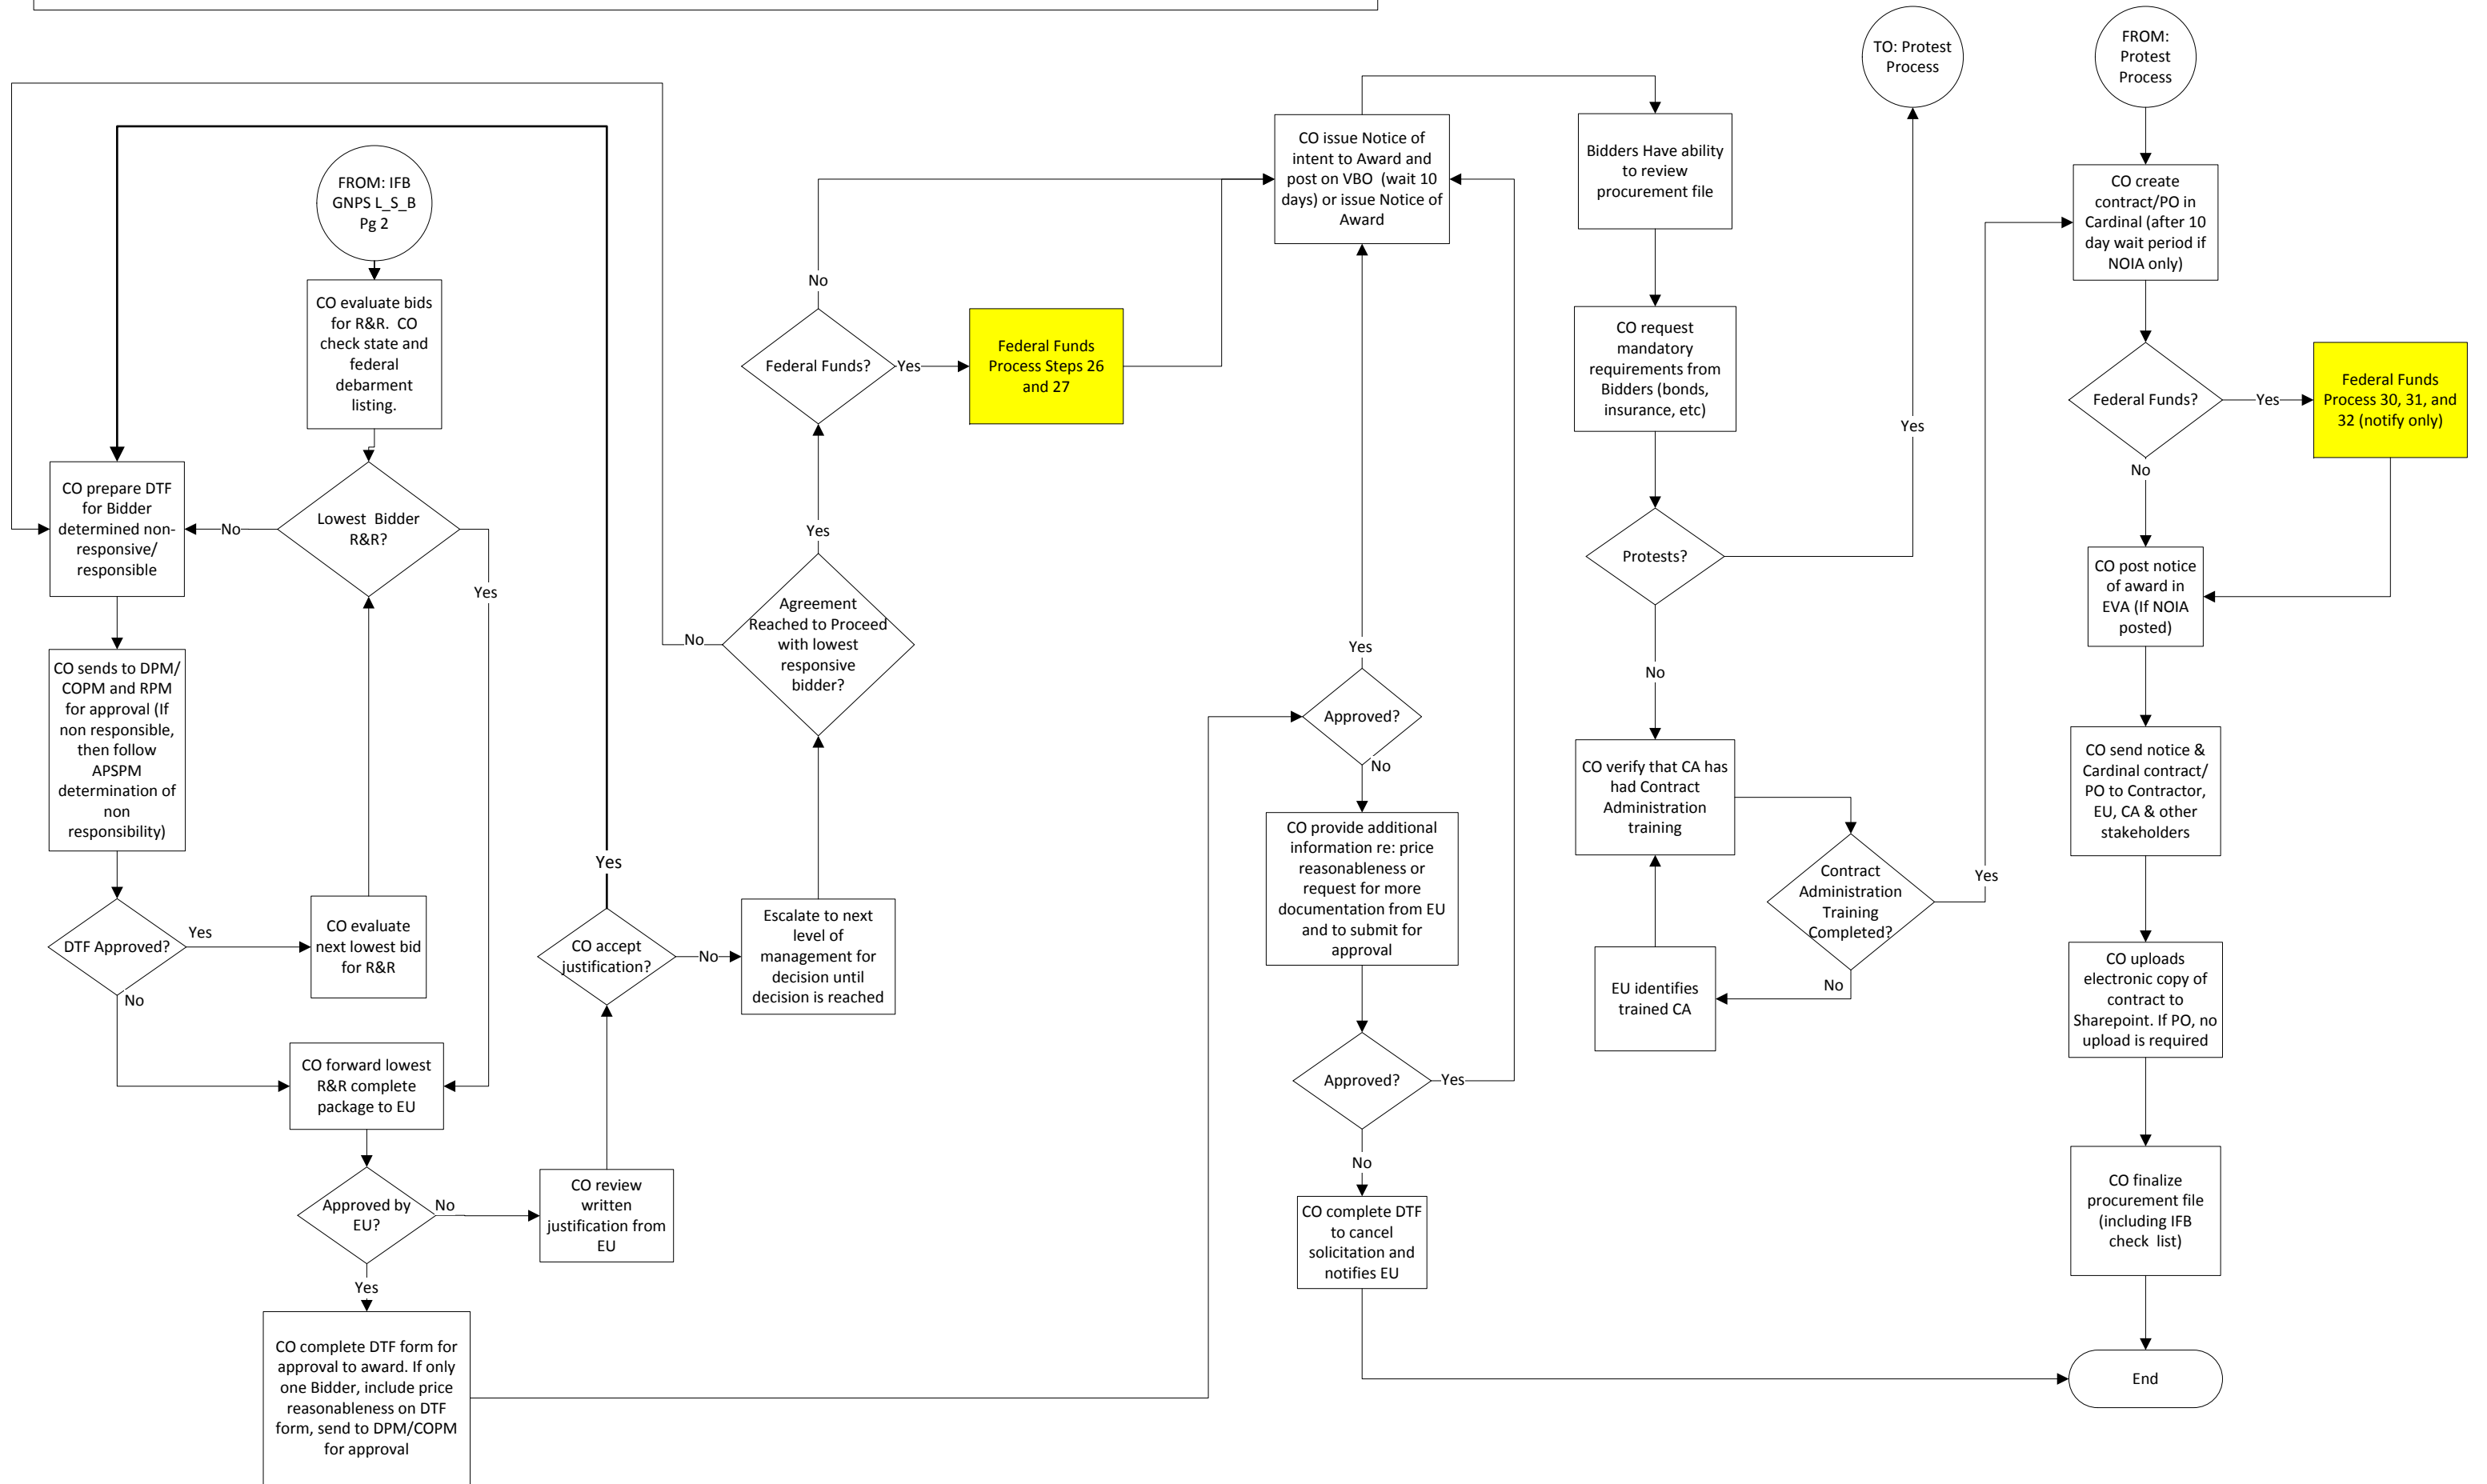 FROM: IFB
GNPS L_S_B
Pg 2
CO evaluate bids
for R&R.  CO
check state and
federal
debarment
listing.
Lowest  Bidder
R&R?
No
Yes
CO prepare DTF
for Bidder
determined non-
responsive/
responsible
CO sends to DPM/
COPM and RPM
for approval (If
non responsible,
then follow
APSPM
determination of
non
responsibility)
DTF Approved?
Yes
No
CO evaluate
next lowest bid
for R&R
CO forward lowest
R&R complete
package to EU
Approved by
EU?
No
Yes
CO complete DTF form for
approval to award. If only
one Bidder, include price
reasonableness on DTF
form, send to DPM/COPM
for approval
CO review
written
justification from
EU
CO accept
justification?
Yes
No
Escalate to next
level of
management for
decision until
decision is reached
Agreement
Reached to Proceed
with lowest
responsive
bidder?
No
Yes
Federal Funds?
No
Yes
Federal Funds
Process Steps 26
and 27
CO issue Notice of
intent to Award and
post on VBO  (wait 10
days) or issue Notice of
Award
Yes
Approved?
No
CO provide additional
information re: price
reasonableness or
request for more
documentation from EU
and to submit for
approval
Approved?
Yes
No
CO complete DTF
to cancel
solicitation and
notifies EU
Bidders Have ability
to review
procurement file
CO request
mandatory
requirements from
Bidders (bonds,
insurance, etc)
Protests?
Yes
No
TO: Protest
Process
CO verify that CA has
had Contract
Administration
training
Contract
Administration
Training
Completed?
Yes
No
EU identifies
trained CA
FROM:
Protest
Process
CO create
contract/PO in
Cardinal (after 10
day wait period if
NOIA only)
Federal Funds?
Yes
No
Federal Funds
Process 30, 31, and
32 (notify only)
CO post notice
of award in
EVA (If NOIA
posted)
CO send notice &
Cardinal contract/
PO to Contractor,
EU, CA & other
stakeholders
CO uploads
electronic copy of
contract to
Sharepoint. If PO, no
upload is required
CO finalize
procurement file
(including IFB
check  list)
End